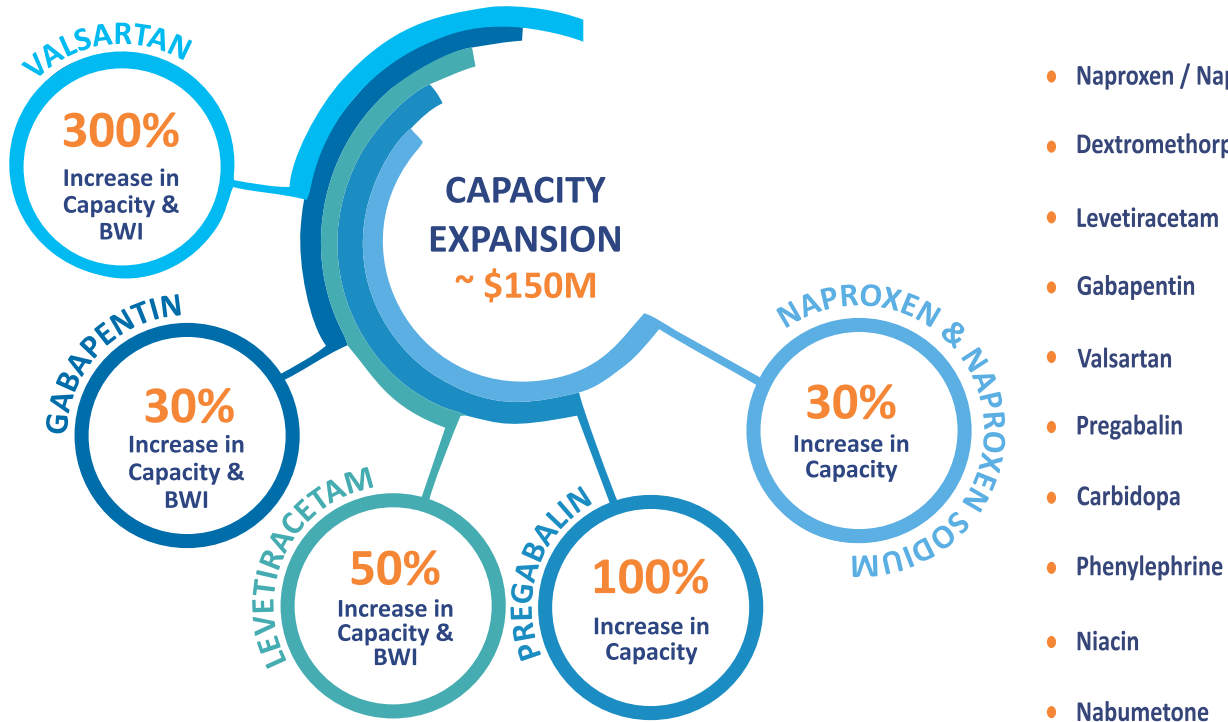 VALSARTAN
300%
Increase in
Capacity &
BWI
GABAPENTIN
30%
Increase in
Capacity &
BWI
LEVETIRACETAM
50%
Increase in
Capacity &
BWI
PREGABALIN
100%
Increase in
Capacity
NAPROXEN & NAPROXEN SODIUM
30%
Increase in
Capacity
CAPACITY
EXPANSION
~ $150M
• Naproxen /
• Levetiracetam
• Gabapentin
• Valsartan
• Pregabalin
• Carbidopa
• Phenylephrine
• Niacin
• Nabumetone